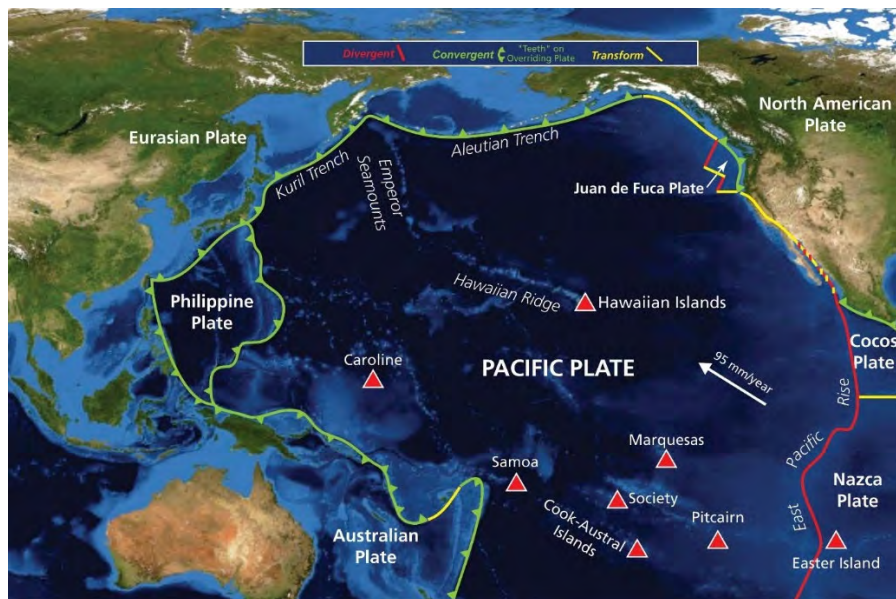 Divergent
Convergent
"Teeth" on
Overriding Plate
Transform
North American
Plate
Eurasian Plate
Aleutian Trench
Kuril Trench
Emperor
Seamounts
Juan de Fuca Plate
Hawaiian Ridge
Hawaiian Islands
Philippine
Plate
Cocos
Plate
Caroline
PACIFIC PLATE
95 mm/year
East Pacific Rise
Marquesas
Samoa
Society
Nazca
Plate
Cook-Austral
Islands
Pitcairn
Australian
Plate
Easter Island